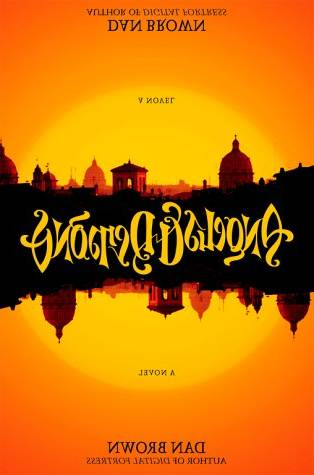 AUTHOR OF DIGITAL FORTRESS
DAN BROWN
A NOVEL
Angels & Demons
A NOVEL
DAN BROWN
AUTHOR OF DIGITAL FORTRESS